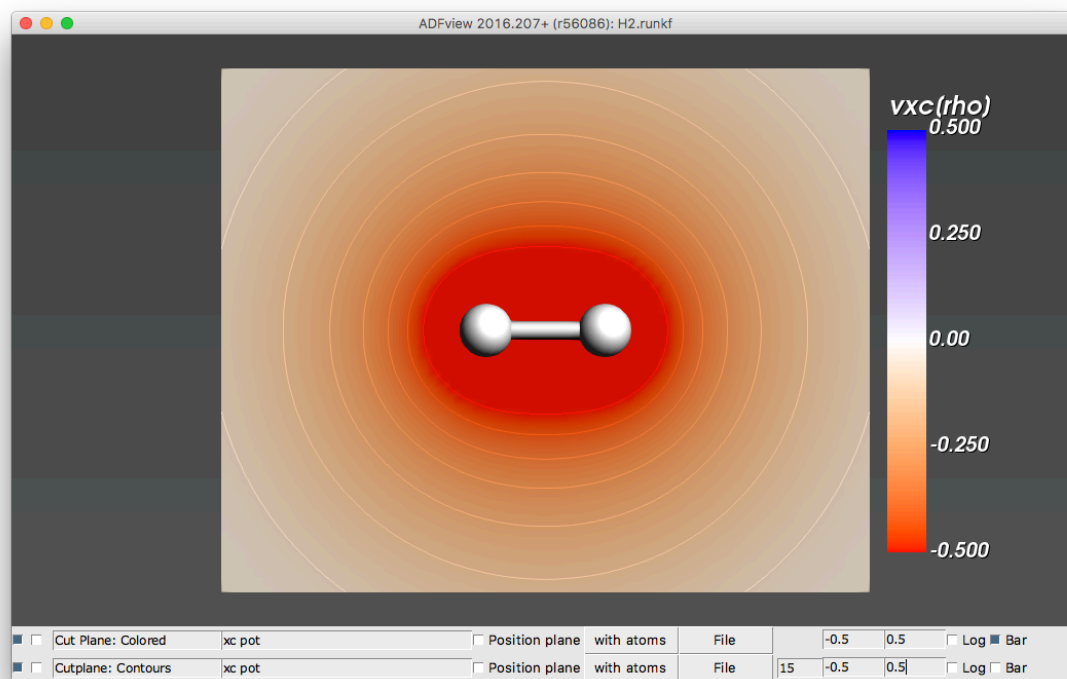 ADFview 2016.207+ (r56086): H2.runkf
vxc(rho)
0.500
0.250
0.00
-0.250
-0.500
Cut Plane: Colored xc pot Position plane with atoms File -0.5 0.5 Log Bar
Cutplane: Contours xc pot Position plane with atoms File 15 -0.5 0.5 Log Bar